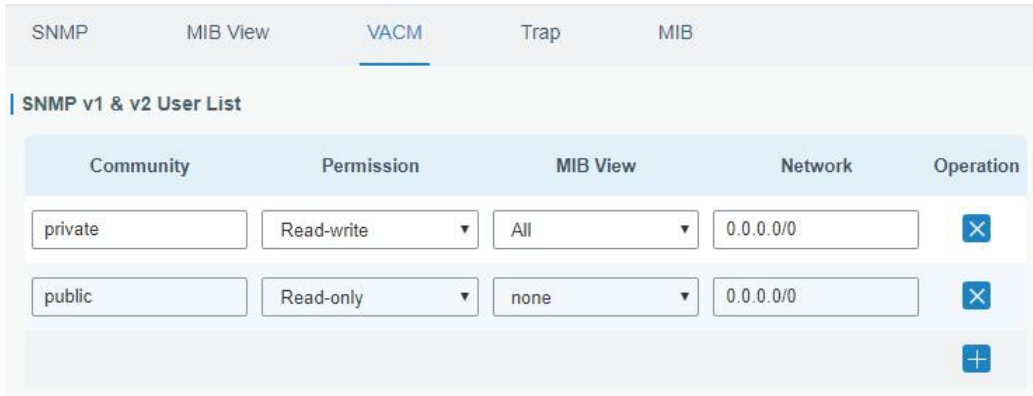 SNMP MIB View VACM Trap MIB
SNMP v1 & v2 User List
Community Permission MIB View Network Operation
private Read-write All 0.0.0.0/0
public Read-only none 0.0.0.0/0